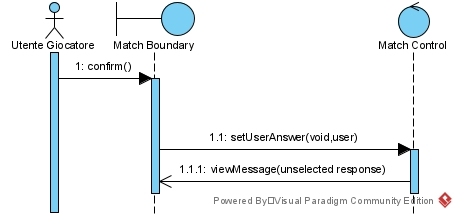 Utente Giocatore
Match Boundary
Match Control
1: confirm()
1.1: setUserAnswer(void,user)
1.1.1: viewMessage(unselected response)
Powered By Visual Paradigm Community Edition